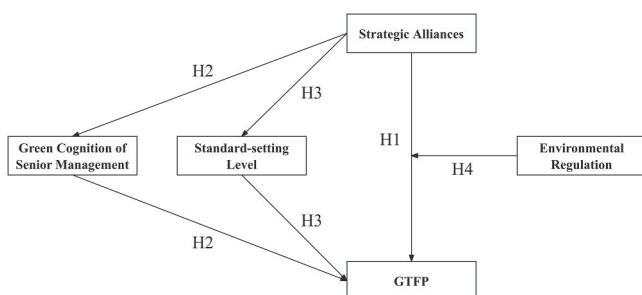 Strategic Alliances
H2
H3
Green Cognition of
Senior Management
Standard-setting
Level
H1
Environmental
Regulation
H4
H2
H3
GTFP